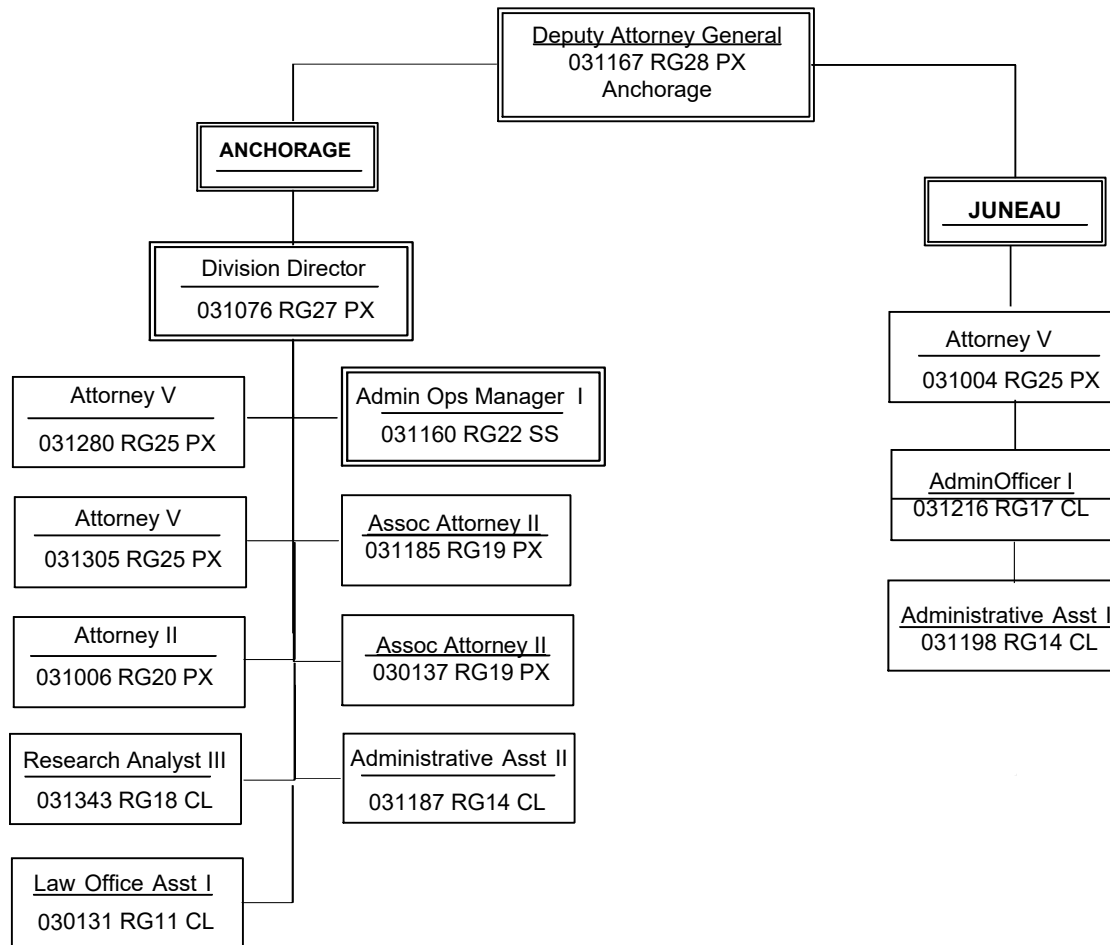 Deputy Attorney General
031167 RG28 PX
Anchorage
ANCHORAGE
JUNEAU
Division Director
031076 RG27 PX
Attorney V
031004 RG25 PX
Attorney V
031280 RG25 PX
Admin Ops Manager I
031160 RG22 SS
AdminOfficer I
031216 RG17 CL
Attorney V
031305 RG25 PX
Assoc Attorney II
031185 RG19 PX
Administrative Asst I
031198 RG14 CL
Attorney II
031006 RG20 PX
Assoc Attorney II
030137 RG19 PX
Research Analyst III
031343 RG18 CL
Administrative Asst II
031187 RG14 CL
Law Office Asst I
030131 RG11 CL